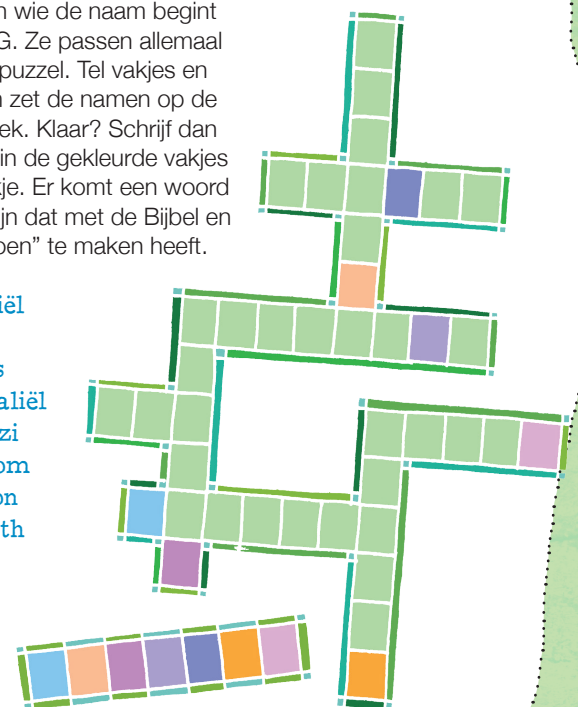 n wie de naam begint
G. Ze passen allemaal
puzzel. Tel vakjes en
n zet de namen op de
ek. Klaar? Schrijf dan
in de gekleurde vakjes
kje. Er komt een woord
ijn dat met de Bijbel en
pen” te maken heeft.
iël
s
aliël
zi
om
on
th